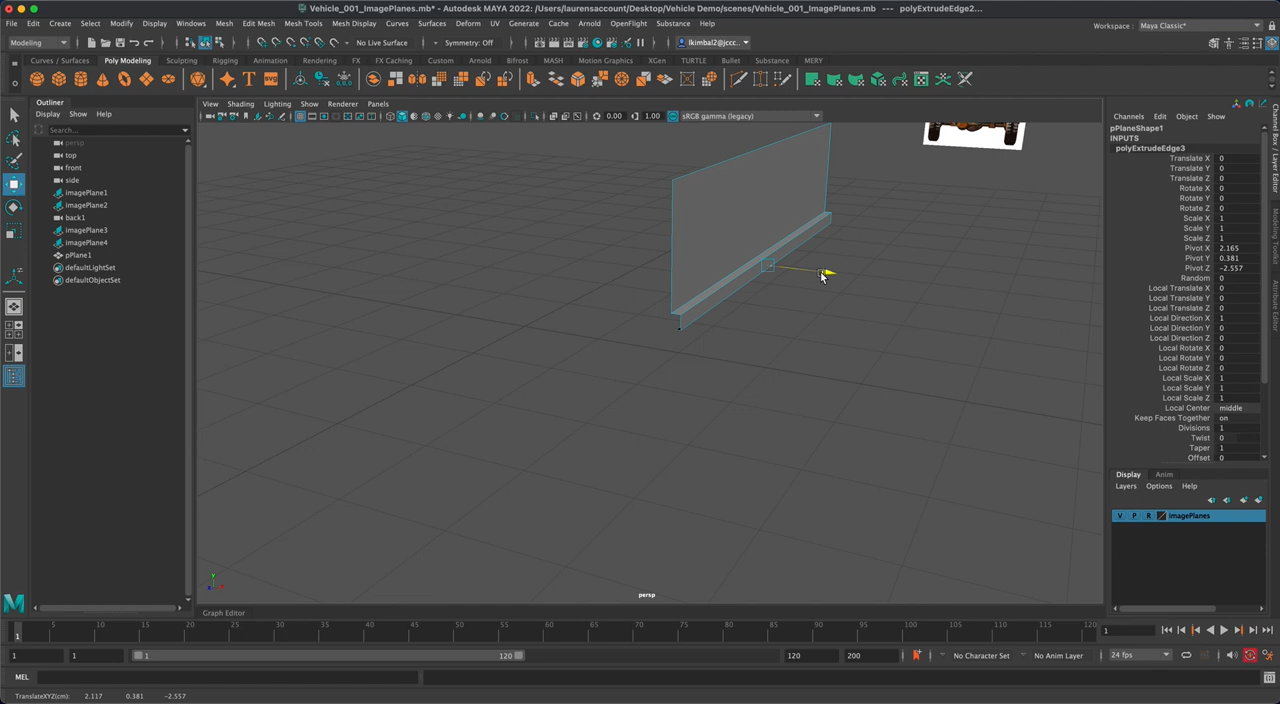 Vehicle_001_ImagePlanes.mb* - Autodesk MAYA 2022: /Users/laurensaccount/Desktop/Vehicle Demo/scenes/Vehicle_001_ImagePlanes.mb --- polyExtrudeEdge2...
File Edit Create Select Modify Display Windows Mesh Edit Mesh Mesh Tools Mesh Display Curves Surfaces Deform UV Generate Cache Arnold OpenFlight Substance Help Workspace : Maya Classic*
Modeling No Live Surface Symmetry: Off lkimbal2@jccc...
Curves / Surfaces Poly Modeling Sculpting Rigging Animation Rendering FX FX Caching Custom Arnold Bifrost MASH Motion Graphics XGen TURTLE Bullet Substance MERY
SVG
Outliner
Display Show Help
Search...
persp
top
front
side
imagePlane1
imagePlane2
back1
imagePlane3
imagePlane4
pPlane1
defaultLightSet
defaultObjectSet
View Shading Lighting Show Renderer Panels
0.00 1.00 sRGB gamma (legacy)
persp
Channels Edit Object Show
pPlaneShape1
INPUTS
polyExtrudeEdge3
Translate X 0
Translate Y 0
Translate Z 0
Rotate X 0
Rotate Y 0
Rotate Z 0
Scale X 1
Scale Y 1
Scale Z 1
Pivot X 2.165
Pivot Y 0.381
Pivot Z -2.557
Random 0
Local Translate X 0
Local Translate Y 0
Local Translate Z 0
Local Direction X 1
Local Direction Y 0
Local Direction Z 0
Local Rotate X 0
Local Rotate Y 0
Local Rotate Z 0
Local Scale X 1
Local Scale Y 1
Local Scale Z 1
Local Center middle
Keep Faces Together on
Divisions 1
Twist 0
Taper 1
Offset 0
Display Anim
Layers Options Help
V P R imagePlanes
Channel Box / Layer Editor
Modeling Toolkit
Attribute Editor
Graph Editor
5 10 15 20 25 30 35 40 45 50 55 60 65 70 75 80 85 90 95 100 105 110 115 120
1 1
1 1 1 120 120 200 No Character Set No Anim Layer 24 fps
MEL
TranslateXYZ(cm): 2.117 0.381 -2.557